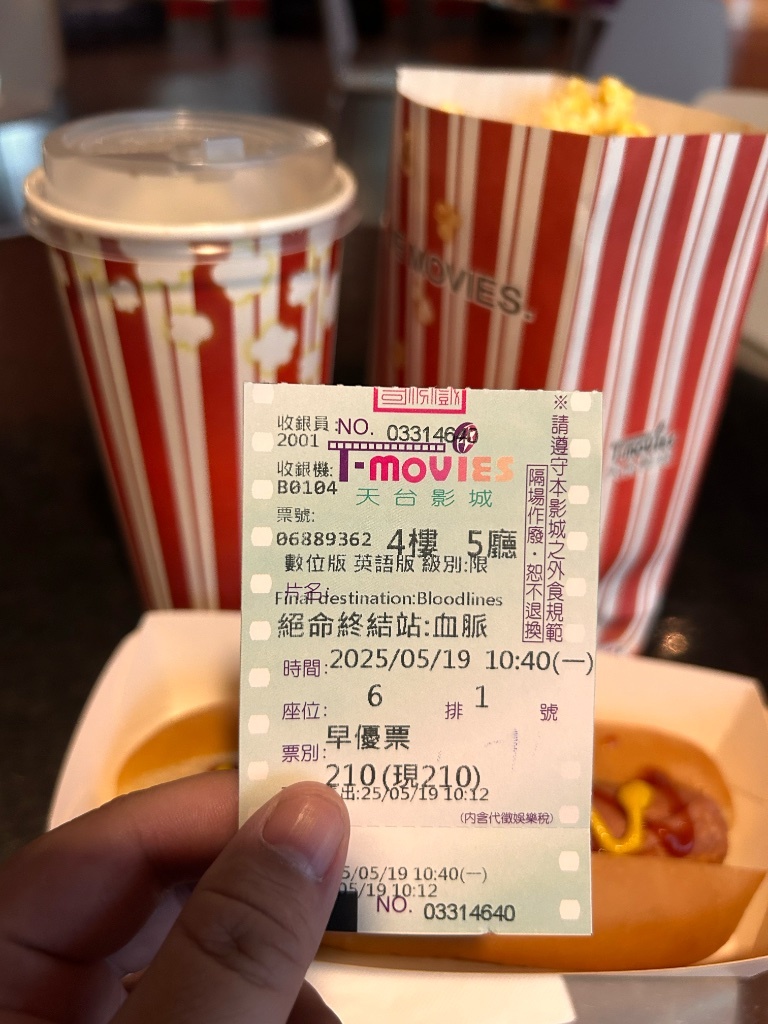 MOVIES.
T-MOVIES
收銀員: NO. 03314640
2001
T-MOVIES
收銀機:
B0104
天台影城
票號:
06889362 4樓 5廳
數位版 英語版 級別:限
片名:
Final destination:Bloodlines
絕命終結站:血脈
時間: 2025/05/19 10:40(一)
座位: 6 排 1 號
票別: 早優票
210(現210)
出:25/05/19 10:12
(內含代徵娛樂稅)
5/05/19 10:40(一)
05/19 10:12
NO. 03314640
※請遵守本影城之外食規範
隔場作廢·恕不退換